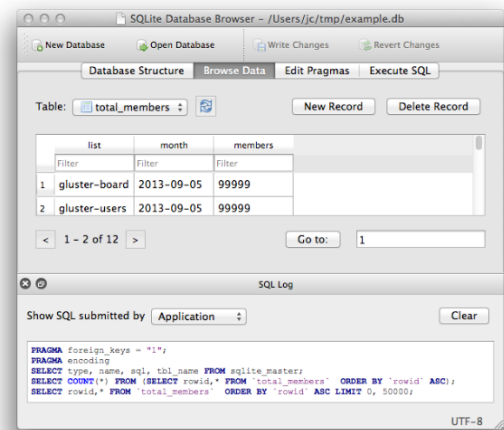 SQLite Database Browser – /Users/jc/tmp/example.db
New Database Open Database Write Changes Revert Changes
Database Structure Browse Data Edit Pragmas Execute SQL
Table: total_members New Record Delete Record
list month members
Filter Filter Filter
1 gluster-board 2013-09-05 99999
2 gluster-users 2013-09-05 99999
< 1 - 2 of 12 > Go to: 1
SQL Log
Show SQL submitted by Application Clear
PRAGMA foreign_keys = "1";
PRAGMA encoding
SELECT type, name, sql, tbl_name FROM sqlite_master;
SELECT COUNT(*) FROM (SELECT rowid,* FROM `total_members` ORDER BY `rowid` ASC);
SELECT rowid,* FROM `total_members` ORDER BY `rowid` ASC LIMIT 0, 50000;
UTF-8